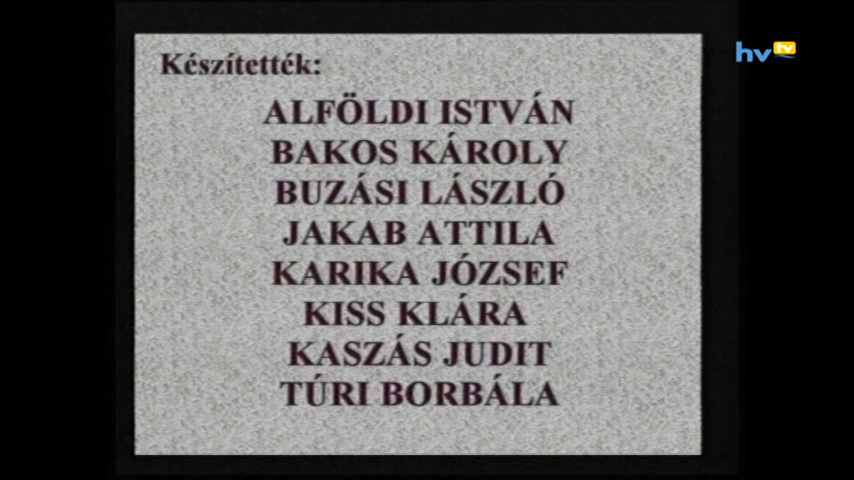 Készítették:
ALFÖLDI ISTVÁN
BAKOS KÁROLY
BUZÁSI LÁSZLÓ
JAKAB ATTILA
KARIKA JÓZSEF
KISS KLÁRA
KASZÁS JUDIT
TÚRI BORBÁLA
hv tv